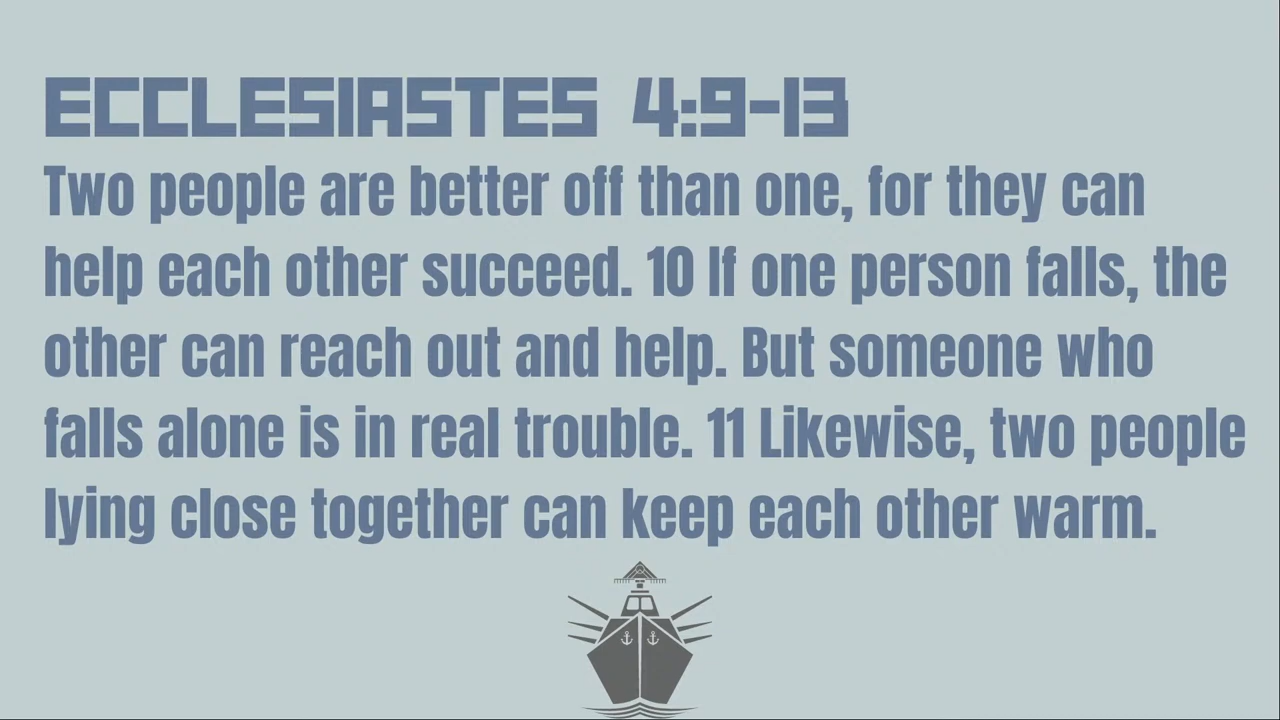 ECCLESIASTES 4:9-13
Two people are better off than one, for they can
help each other succeed. 10 If one person falls, the
other can reach out and help. But someone who
falls alone is in real trouble. 11 Likewise, two people
lying close together can keep each other warm.